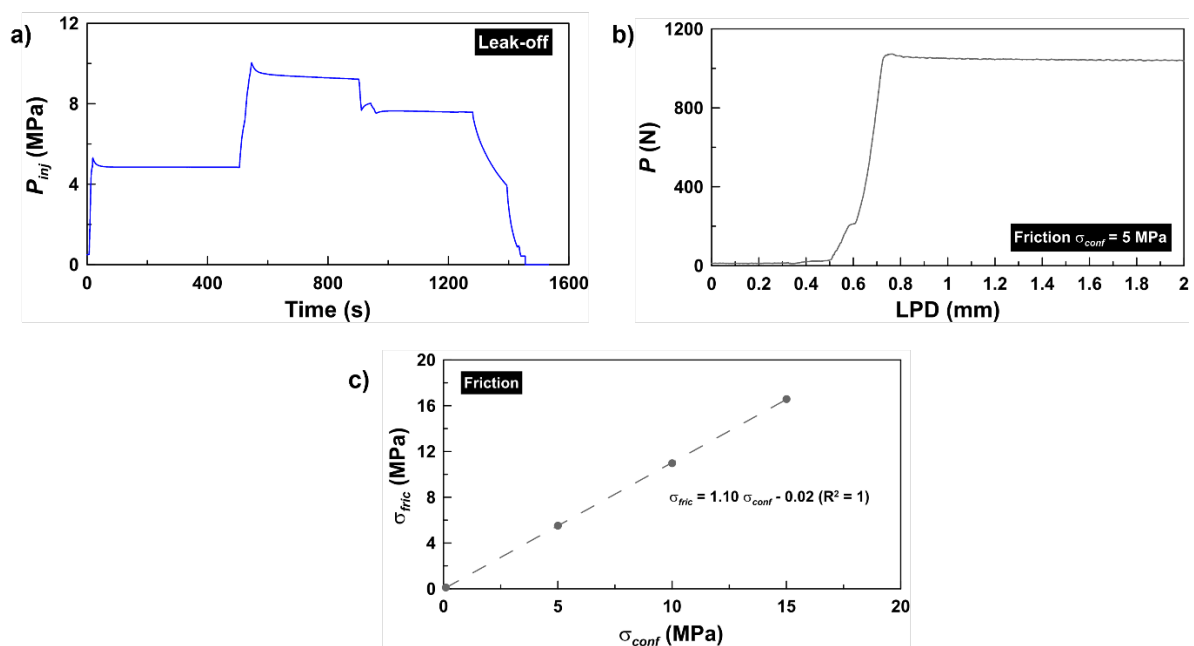 a)
Leak-off
12
8
4
0
P_inj (MPa)
0 400 800 1200 1600
Time (s)
b)
1200
800
400
0
P (N)
Friction σ_conf = 5 MPa
0 0.2 0.4 0.6 0.8 1 1.2 1.4 1.6 1.8 2
LPD (mm)
c)
Friction
20
16
12
8
4
0
σ_fric (MPa)
σ_fric = 1.10 σ_conf - 0.02 (R² = 1)
0 5 10 15 20
σ_conf (MPa)